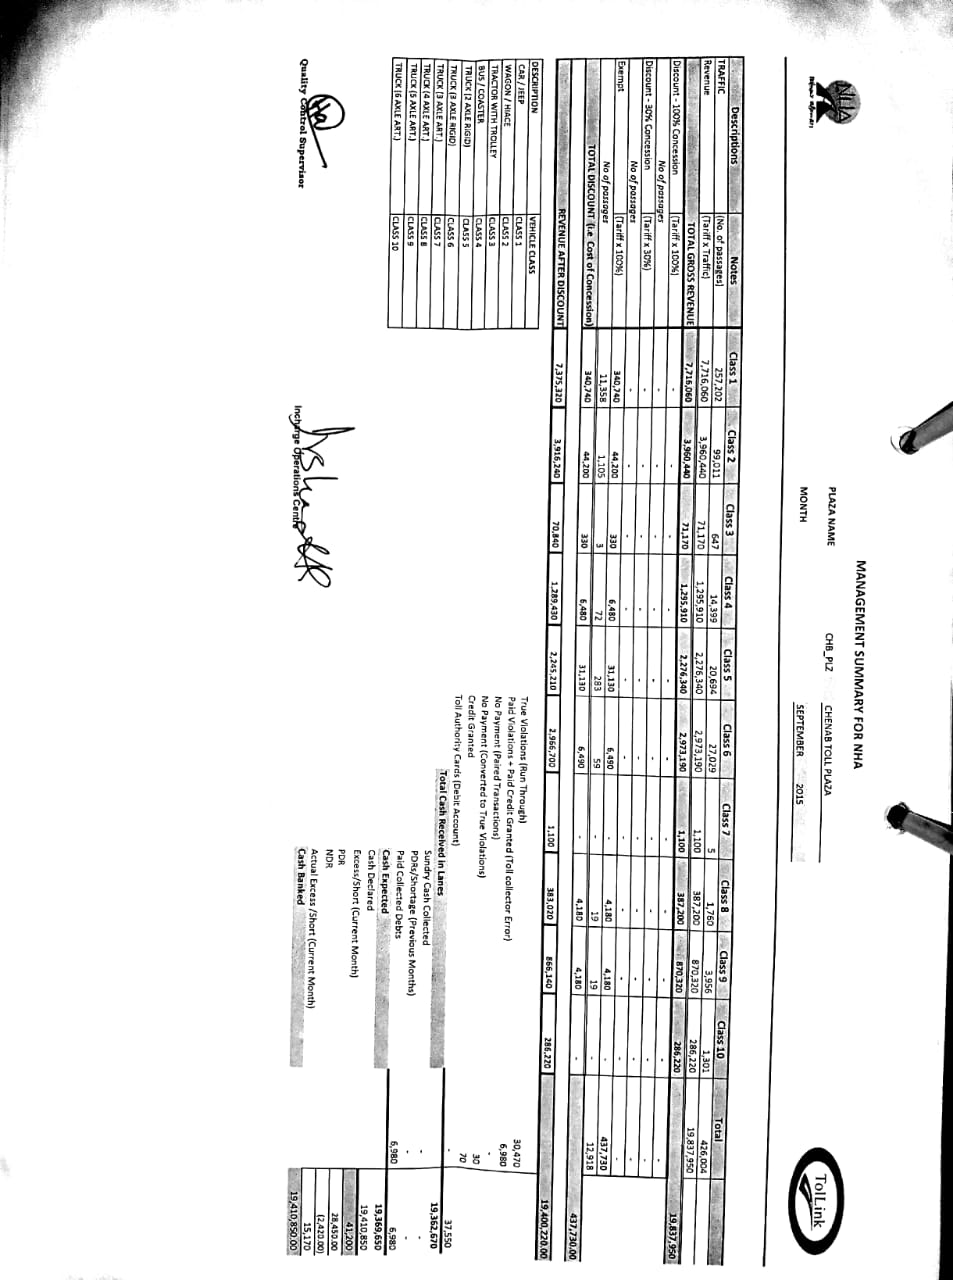 MANAGEMENT SUMMARY FOR NHA
NHA
TolLink
PLAZA NAME CHB_PLZ CHENAB TOLL PLAZA
MONTH SEPTEMBER 2015
Descriptions Notes Class 1 Class 2 Class 3 Class 4 Class 5 Class 6 Class 7 Class 8 Class 9 Class 10 Total
TRAFFIC (No. of passages) 257,202 99,011 647 14,399 20,694 27,029 5 1,760 3,956 1,301 426,004
Revenue (Tariff x Traffic) 7,716,060 3,960,440 71,170 1,295,910 2,276,340 2,973,190 1,100 387,200 870,320 286,220 19,837,950
TOTAL GROSS REVENUE 7,716,060 3,960,440 71,170 1,295,910 2,276,340 2,973,190 1,100 387,200 870,320 286,220 19,837,950
Discount - 100% Concession (Tariff x 100%) - - - - - - - - - - -
No of passages - - - - - - - - - - -
Discount - 30% Concession (Tariff x 30%) - - - - - - - - - - -
No of passages - - - - - - - - - - -
Exempt (Tariff x 100%) 340,740 44,200 330 6,480 31,130 6,490 - 4,180 4,180 - 437,730
No of passages 11,358 1,105 3 72 283 59 - 19 19 - 12,918
TOTAL DISCOUNT (i.e Cost of Concession) 340,740 44,200 330 6,480 31,130 6,490 - 4,180 4,180 - 437,730.00
REVENUE AFTER DISCOUNT 7,375,320 3,916,240 70,840 1,289,430 2,245,210 2,966,700 1,100 383,020 866,140 286,220 19,400,220.00
DESCRIPTION VEHICLE CLASS
CAR / JEEP CLASS 1
WAGON / HIACE CLASS 2
TRACTOR WITH TROLLEY CLASS 3
BUS / COASTER CLASS 4
TRUCK (2 AXLE RIGID) CLASS 5
TRUCK (3 AXLE RIGID) CLASS 6
TRUCK (3 AXLE ART.) CLASS 7
TRUCK (4 AXLE ART.) CLASS 8
TRUCK (5 AXLE ART.) CLASS 9
TRUCK (6 AXLE ART.) CLASS 10
True Violations (Run Through) 30,470
Paid Violations + Paid Credit Granted (Toll collector Error) 6,980
No Payment (Paired Transactions) -
No Payment (Converted to True Violations)
Credit Granted 30
Toll Authority Cards (Debit Account) 70
- 37,550
Total Cash Received in Lanes 19,362,670
Sundry Cash Collected - -
PDRs/Shortage (Previous Months) - -
Paid Collected Debts 6,980 6,980
Cash Expected 19,369,650
Cash Declared 19,410,850
Excess/Short (Current Month) 41,200
PDR 28,450.00
NDR (2,420.00)
Actual Excess /Short (Current Month) 15,170
Cash Banked 19,410,850.00
Quality Control Supervisor
Incharge Operations Centre